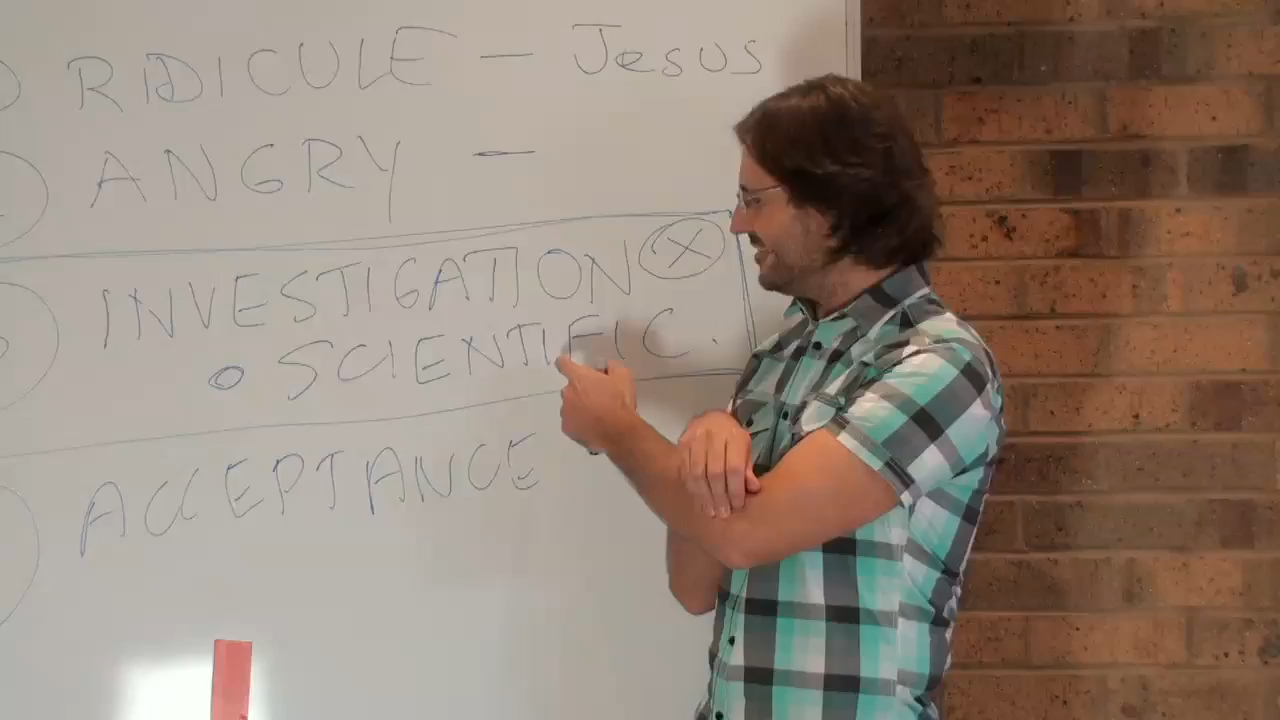 RIDICULE – Jesus
ANGRY –
INVESTIGATION X
• SCIENTIFIC.
ACCEPTANCE